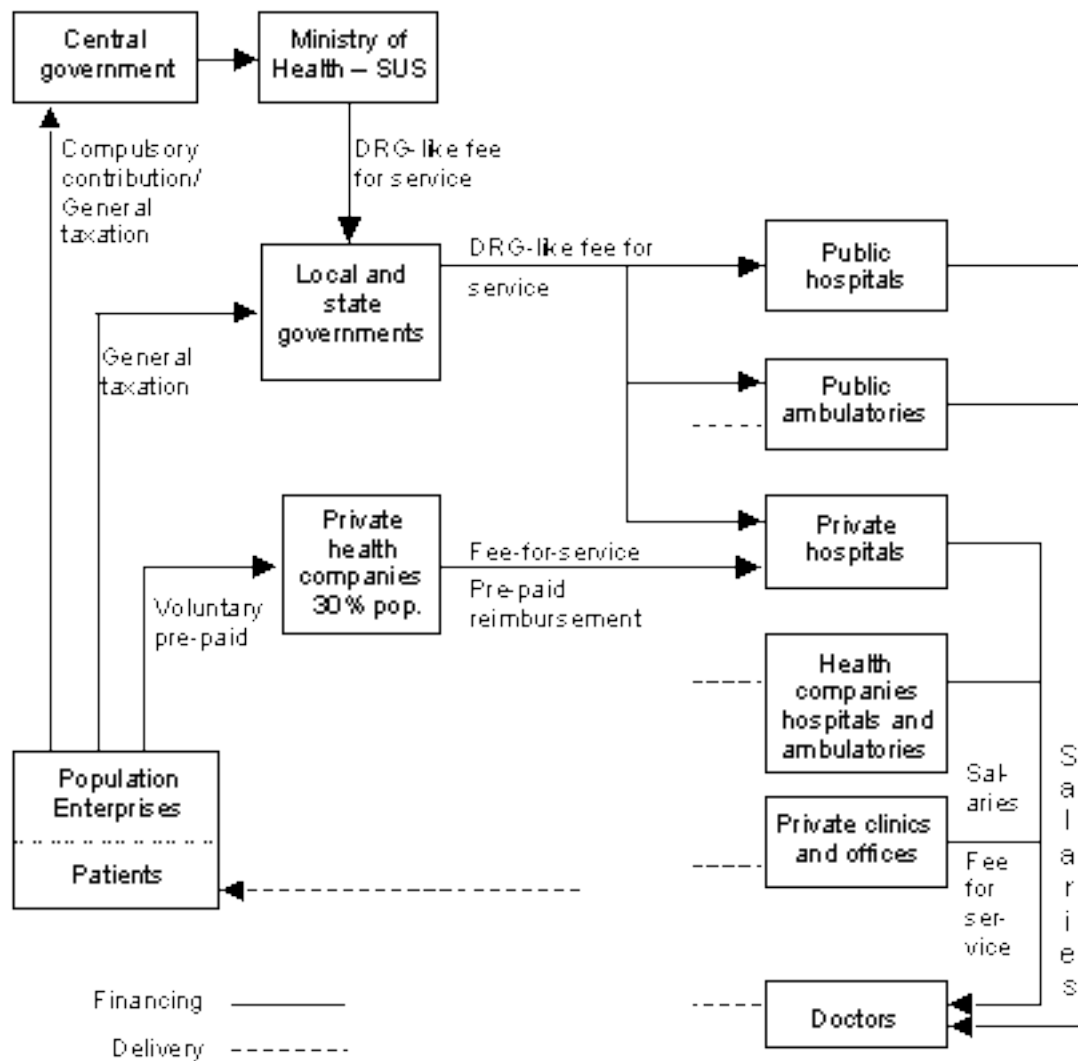 Central
government
Ministry of
Health – SUS
Compulsory
contribution/
General
taxation
DRG-like fee
for service
Local and
state
governments
DRG-like fee for
service
Public
hospitals
General
taxation
Public
ambulatories
Private
health
companies
30% pop.
Fee-for-service
Pre-paid
reimbursement
Private
hospitals
Voluntary
pre-paid
Health
companies
hospitals and
ambulatories
Population
Enterprises
Patients
Sal-
aries
Salaries
Private clinics
and offices
Fee
for
ser-
vice
Financing
Delivery
Doctors